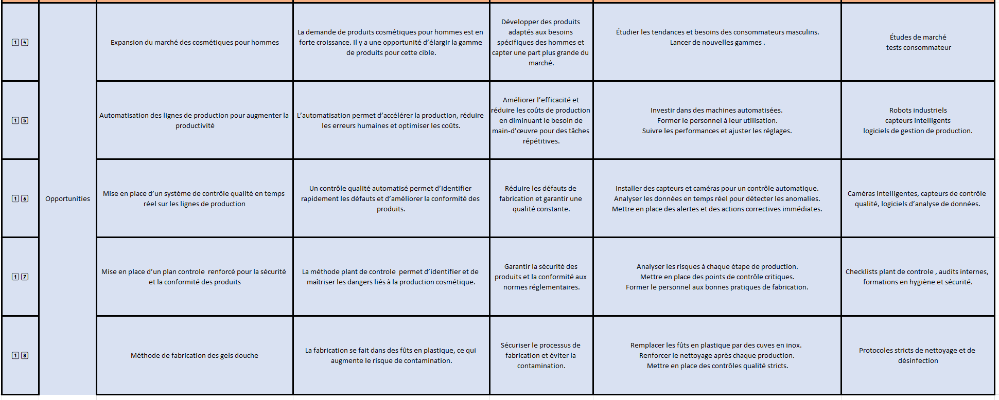 1️⃣4️⃣
Expansion du marché des cosmétiques pour hommes
La demande de produits cosmétiques pour hommes est en
forte croissance. Il y a une opportunité d’élargir la gamme
de produits pour cette cible.
Développer des produits
adaptés aux besoins
spécifiques des hommes et
capter une part plus grande du
marché.
Étudier les tendances et besoins des consommateurs masculins.
Lancer de nouvelles gammes .
Études de marché
tests consommateur
1️⃣5️⃣
Automatisation des lignes de production pour augmenter la
productivité
L’automatisation permet d’accélérer la production, réduire
les erreurs humaines et optimiser les coûts.
Améliorer l’efficacité et
réduire les coûts de production
en diminuant le besoin de
main-d’œuvre pour des tâches
répétitives.
Investir dans des machines automatisées.
Former le personnel à leur utilisation.
Suivre les performances et ajuster les réglages.
Robots industriels
capteurs intelligents
logiciels de gestion de production.
Opportunities
1️⃣6️⃣
Mise en place d’un système de contrôle qualité en temps
réel sur les lignes de production
Un contrôle qualité automatisé permet d’identifier
rapidement les défauts et d’améliorer la conformité des
produits.
Réduire les défauts de
fabrication et garantir une
qualité constante.
Installer des capteurs et caméras pour un contrôle automatique.
Analyser les données en temps réel pour détecter les anomalies.
Mettre en place des alertes et des actions correctives immédiates.
Caméras intelligentes, capteurs de contrôle
qualité, logiciels d’analyse de données.
1️⃣7️⃣
Mise en place d’un plan controle  renforcé pour la sécurité
et la conformité des produits
La méthode plant de controle  permet d’identifier et de
maîtriser les dangers liés à la production cosmétique.
Garantir la sécurité des
produits et la conformité aux
normes réglementaires.
Analyser les risques à chaque étape de production.
Mettre en place des points de contrôle critiques.
Former le personnel aux bonnes pratiques de fabrication.
Checklists plant de controle , audits internes,
formations en hygiène et sécurité.
1️⃣8️⃣
Méthode de fabrication des gels douche
La fabrication se fait dans des fûts en plastique, ce qui
augmente le risque de contamination.
Sécuriser le processus de
fabrication et éviter la
contamination.
Remplacer les fûts en plastique par des cuves en inox.
Renforcer le nettoyage après chaque production.
Mettre en place des contrôles qualité stricts.
Protocoles stricts de nettoyage et de
désinfection